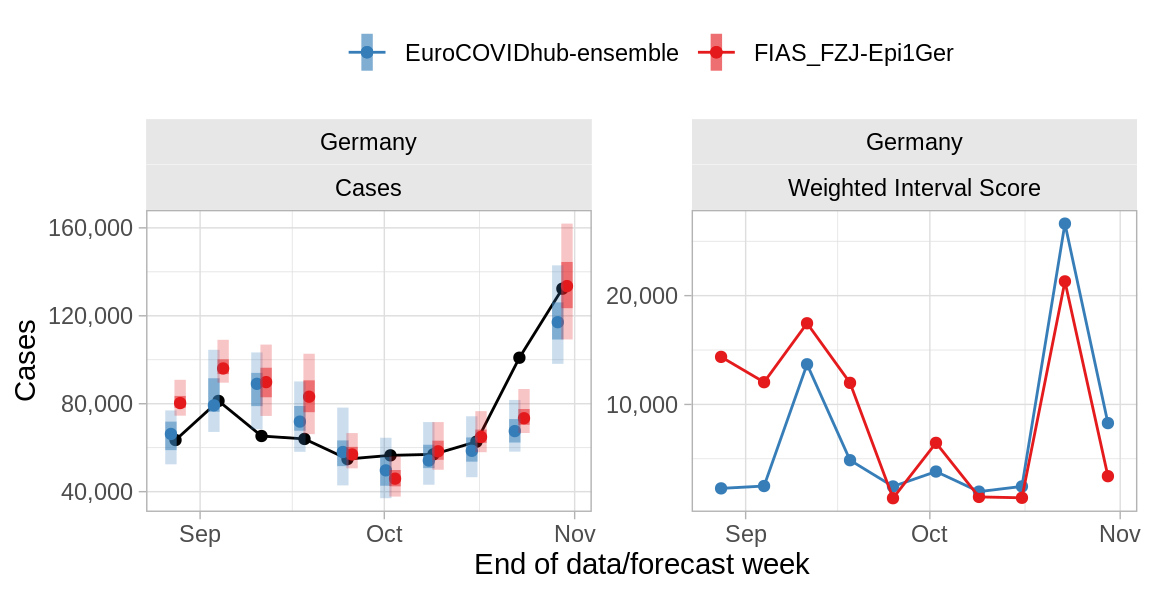 EuroCOVIDhub-ensemble FIAS_FZJ-Epi1Ger
Germany
Cases
Germany
Weighted Interval Score
Cases
160,000
120,000
80,000
40,000
Sep Oct Nov
20,000
10,000
Sep Oct Nov
End of data/forecast week